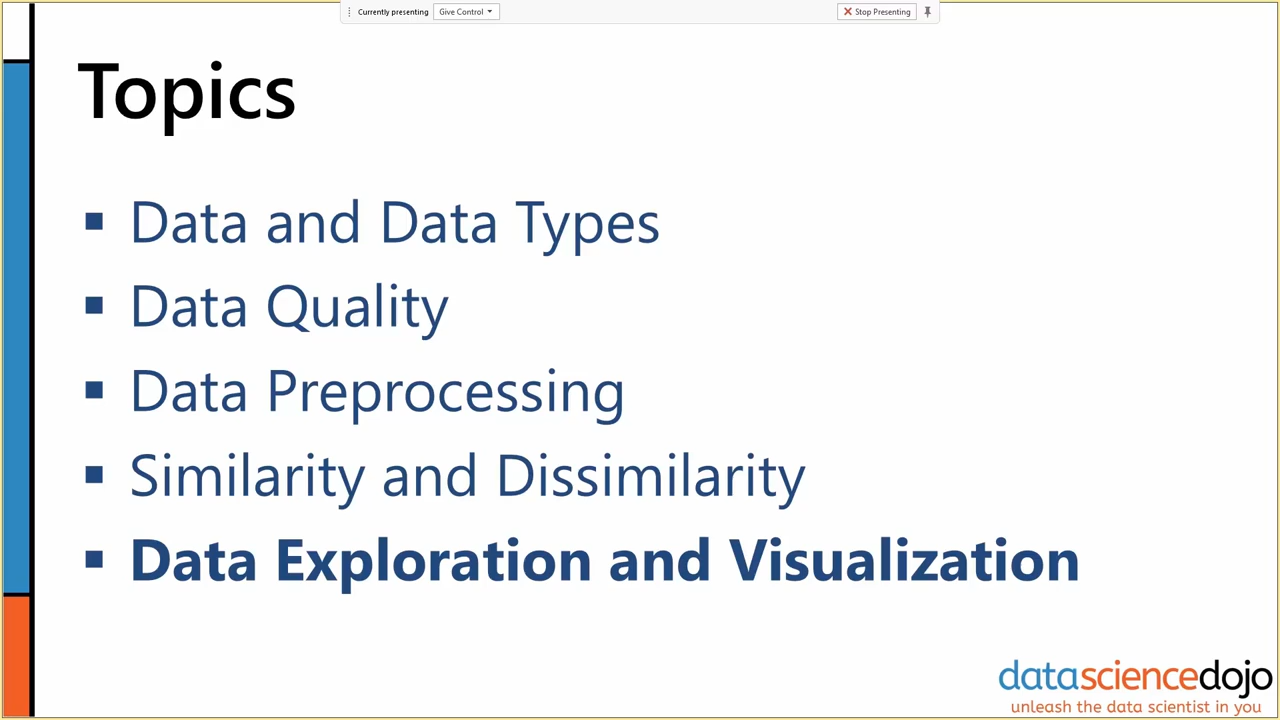 Currently presenting Give Control Stop Presenting
Topics
Data and Data Types
Data Quality
Data Preprocessing
Similarity and Dissimilarity
Data Exploration and Visualization
datasciencedojo
unleash the data scientist in you